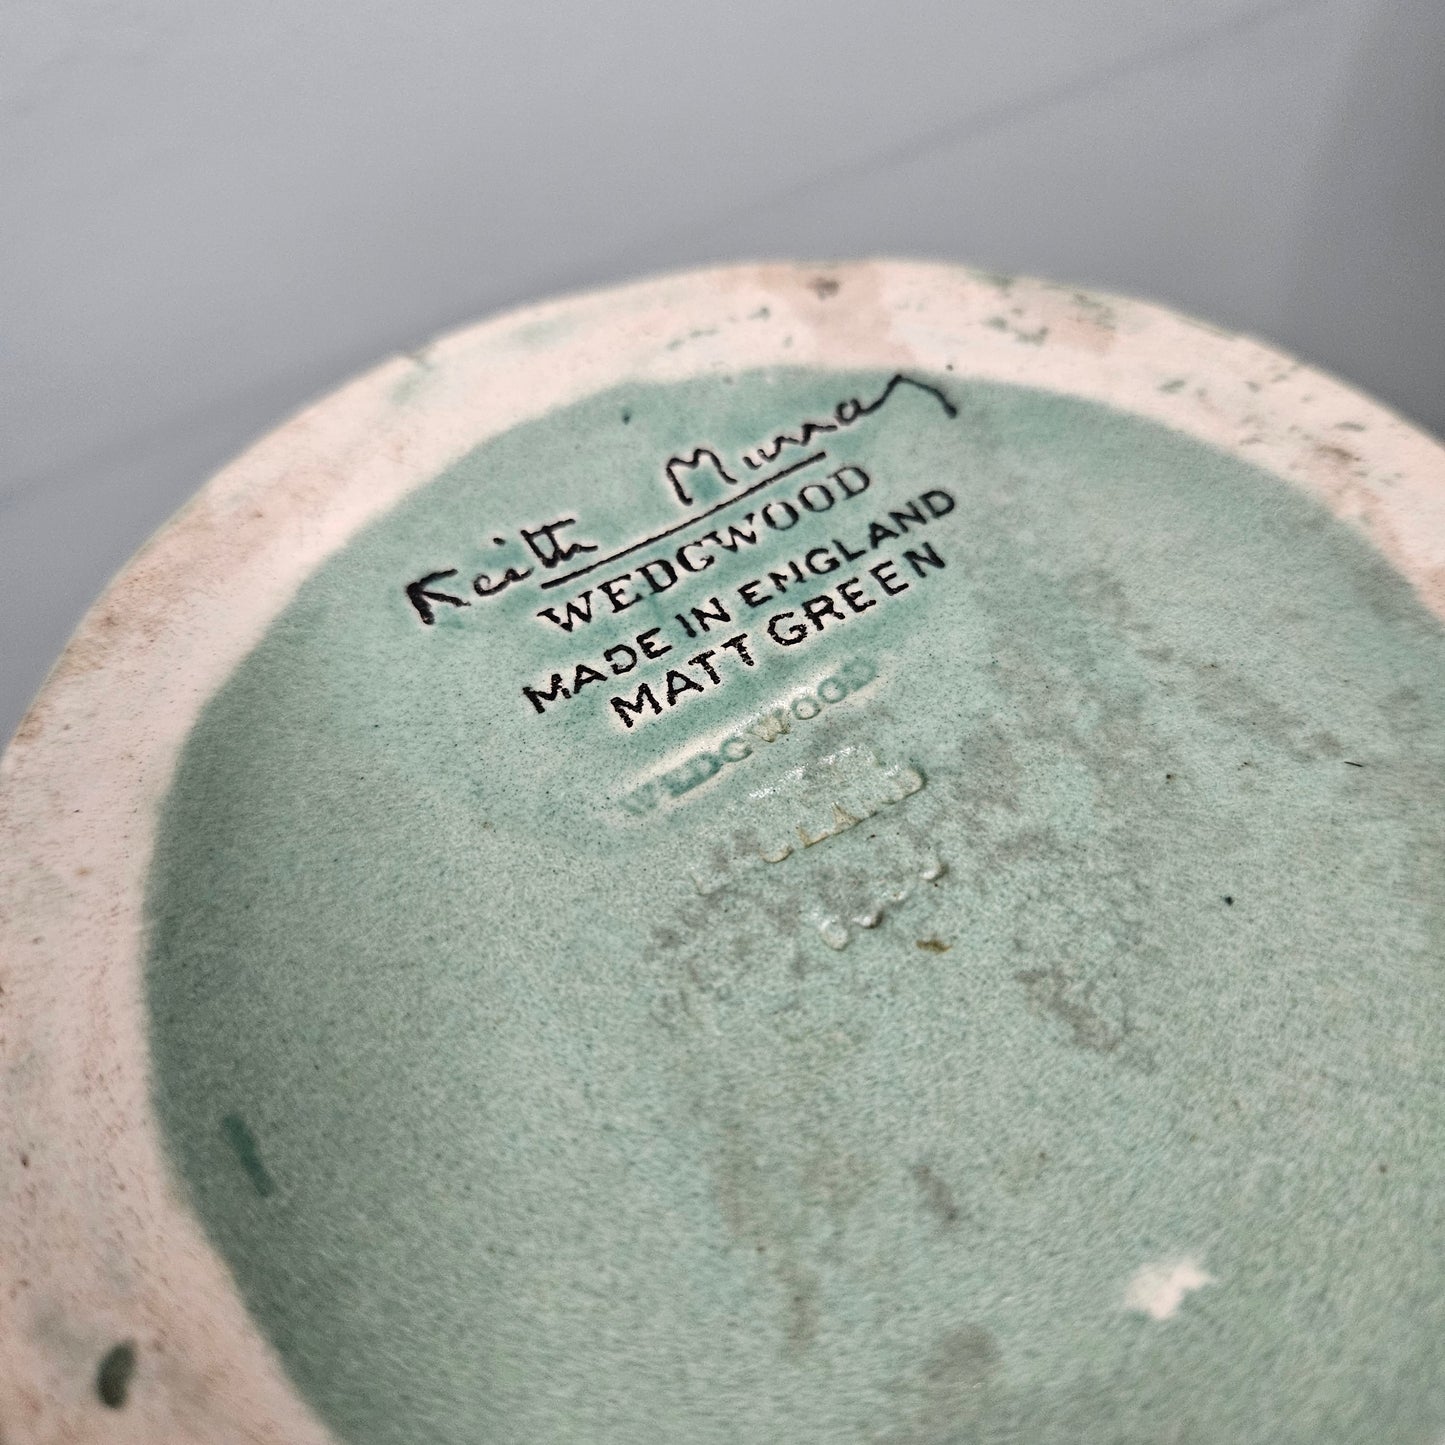 Keith Murray
WEDGWOOD
MADE IN ENGLAND
MATT GREEN
WEDGWOOD